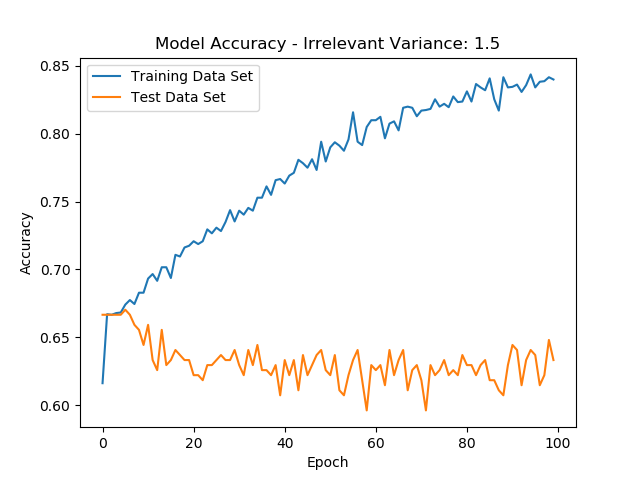 Model Accuracy - Irrelevant Variance: 1.5
Training Data Set
Test Data Set
0.85
0.80
0.75
0.70
0.65
0.60
Accuracy
0 20 40 60 80 100
Epoch